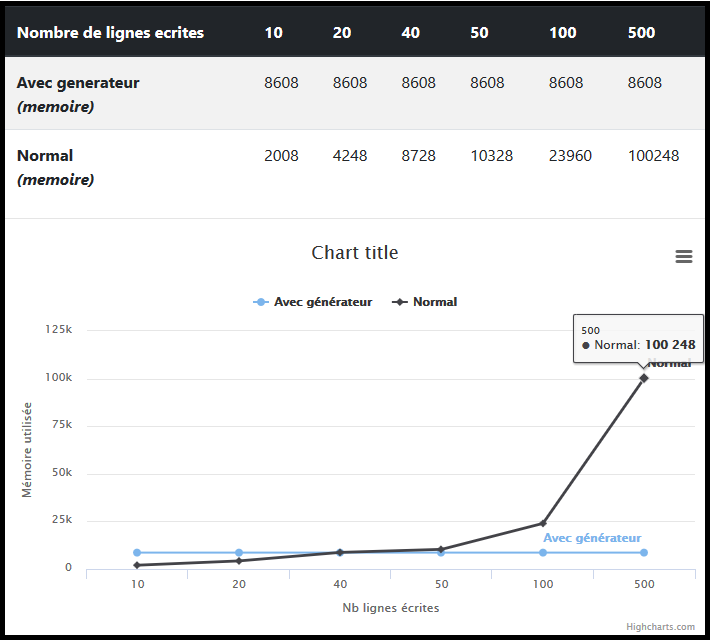 Nombre de lignes ecrites 10 20 40 50 100 500
Avec generateur 8608 8608 8608 8608 8608 8608
(memoire)
Normal 2008 4248 8728 10328 23960 100248
(memoire)
Chart title
Avec générateur Normal
125k
500
Normal: 100 248
Normal
100k
75k
50k
25k
Avec générateur
0
Mémoire utilisée
10 20 40 50 100 500
Nb lignes écrites
Highcharts.com